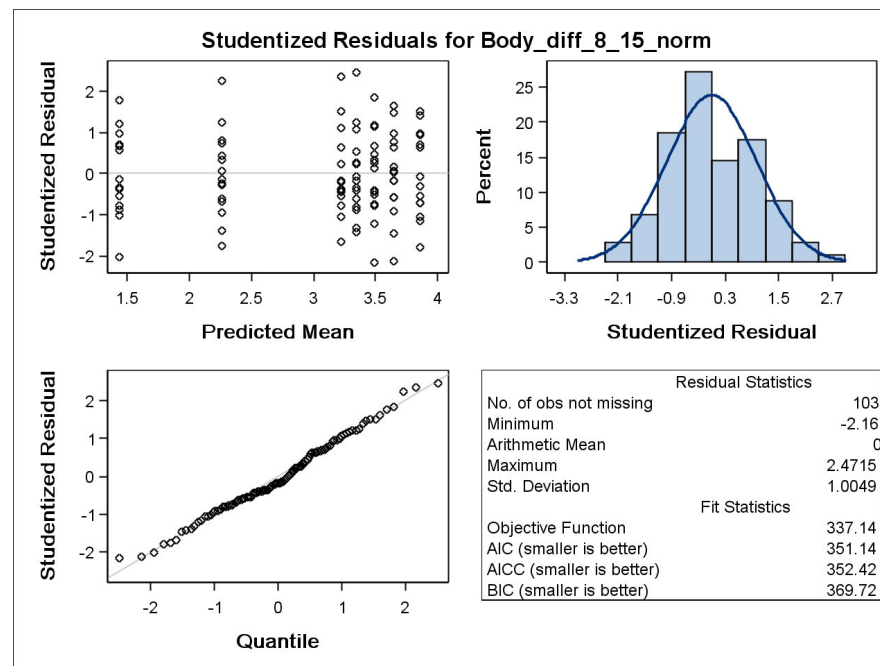 Studentized Residuals for Body_diff_8_15_norm
Studentized Residual
2
1
0
-1
-2
1.5 2 2.5 3 3.5 4
Predicted Mean
Percent
25
20
15
10
5
0
-3.3 -2.1 -0.9 0.3 1.5 2.7
Studentized Residual
Studentized Residual
2
1
0
-1
-2
-2 -1 0 1 2
Quantile
Residual Statistics
No. of obs not missing 103
Minimum -2.16
Arithmetic Mean 0
Maximum 2.4715
Std. Deviation 1.0049
Fit Statistics
Objective Function 337.14
AIC (smaller is better) 351.14
AICC (smaller is better) 352.42
BIC (smaller is better) 369.72